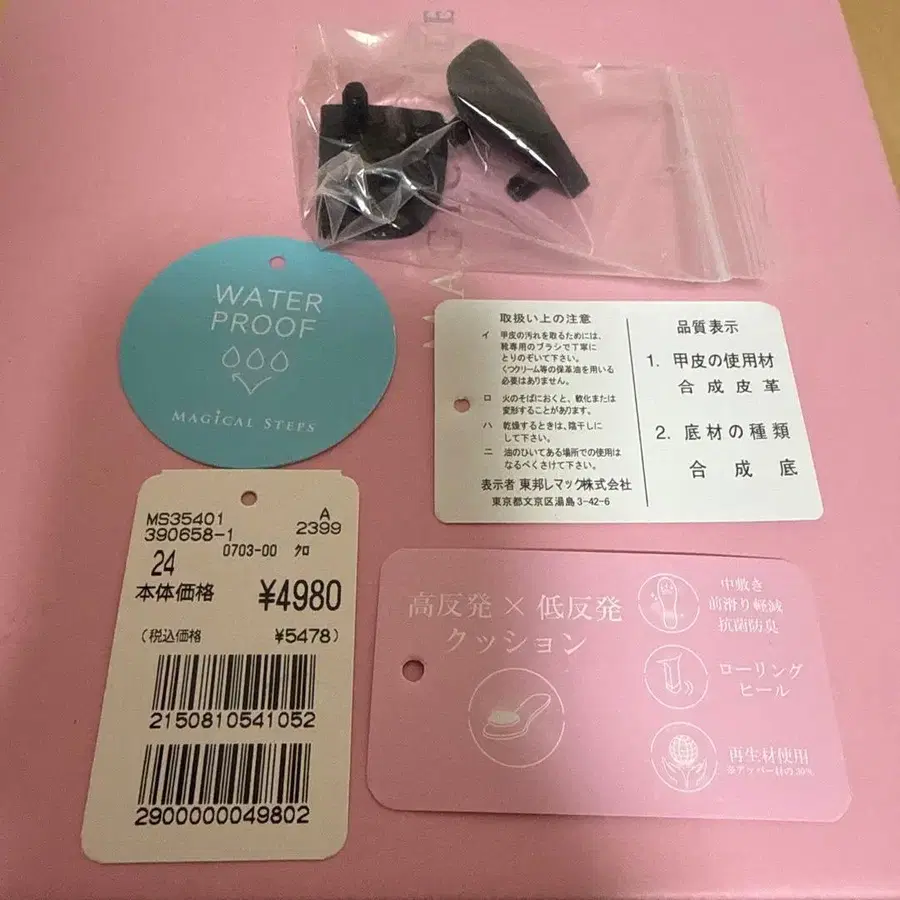 WATER
PROOF
MAGICAL STEPS
取扱い上の注意
イ 甲皮の汚れを取るためには、
靴専用のブラシで丁寧に
とりのぞいて下さい。
くつクリーム等の保革油を用いる
必要はありません。
ロ 火のそばにおくと、軟化または
変形することがあります。
ハ 乾燥するときは、陰干しに
して下さい。
ニ 油のひいてある場所での使用は
なるべくさけて下さい。
表示者 東邦レマック株式会社
東京都文京区湯島3-42-6
品質表示
1. 甲皮の使用材
合成皮革
2. 底材の種類
合成底
MS35401 A
390658-1 2399
0703-00 クロ
24
本体価格 ¥4980
(税込価格 ¥5478)
2150810541052
2900000049802
高反発×低反発
クッション
中敷き
前滑り軽減
抗菌防臭
ローリング
ヒール
再生材使用
※アッパー材の30%